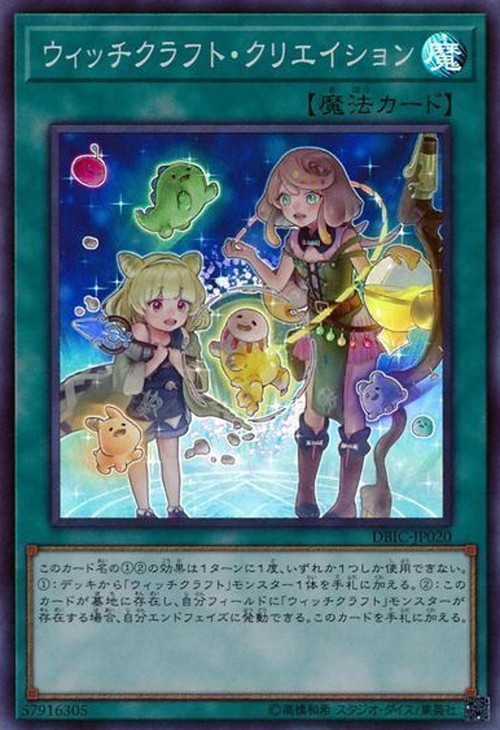 ウィッチクラフト・クリエイション 魔
【魔法カード】
DBIC-JP020
このカード名の①②の効果は1ターンに1度、いずれか1つしか使用できない。
①：デッキから「ウィッチクラフト」モンスター1体を手札に加える。②：この
カードが墓地に存在し、自分フィールドに「ウィッチクラフト」モンスターが
存在する場合、自分エンドフェイズに発動できる。このカードを手札に加える。
57916305 ©高橋和希 スタジオ・ダイス/集英社